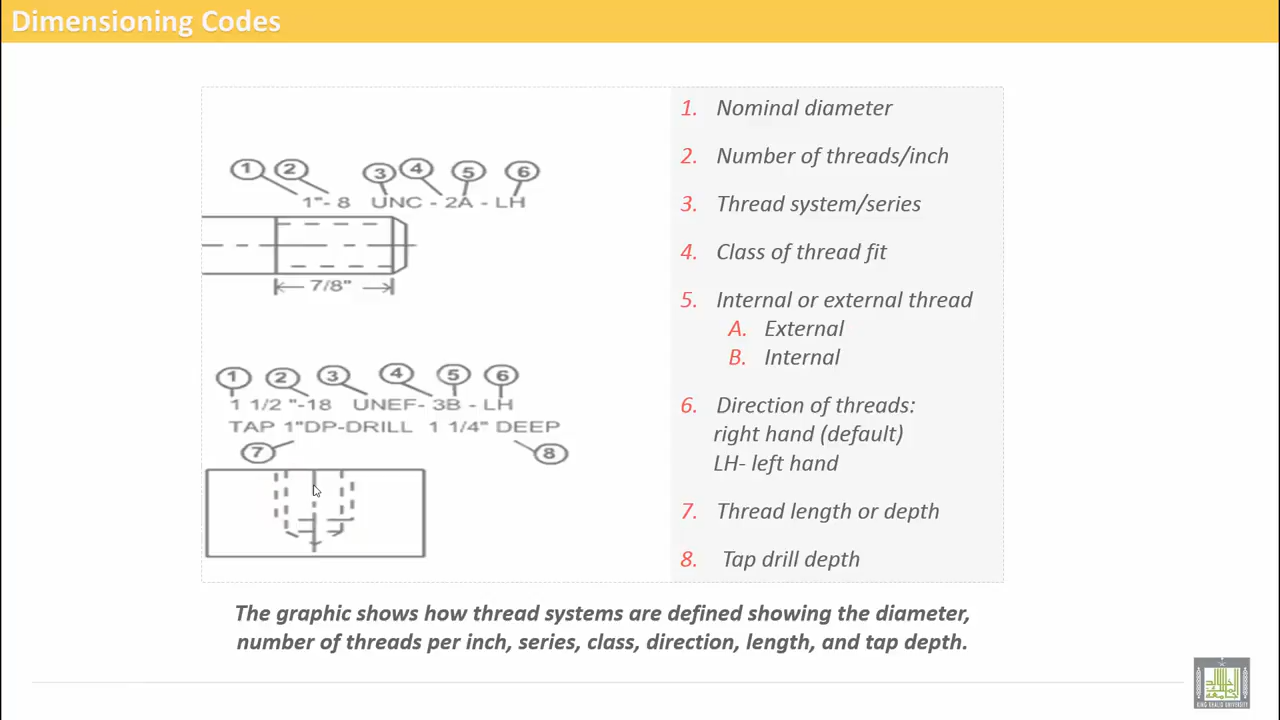 Dimensioning Codes
1 2 3 4 5 6
1"- 8 UNC - 2A - LH
7/8"
1 2 3 4 5 6
1 1/2 "-18 UNEF- 3B - LH
TAP 1"DP-DRILL 1 1/4" DEEP
7 8
1. Nominal diameter
2. Number of threads/inch
3. Thread system/series
4. Class of thread fit
5. Internal or external thread
A. External
B. Internal
6. Direction of threads:
right hand (default)
LH- left hand
7. Thread length or depth
8. Tap drill depth
The graphic shows how thread systems are defined showing the diameter,
number of threads per inch, series, class, direction, length, and tap depth.
KING KHALID UNIVERSITY